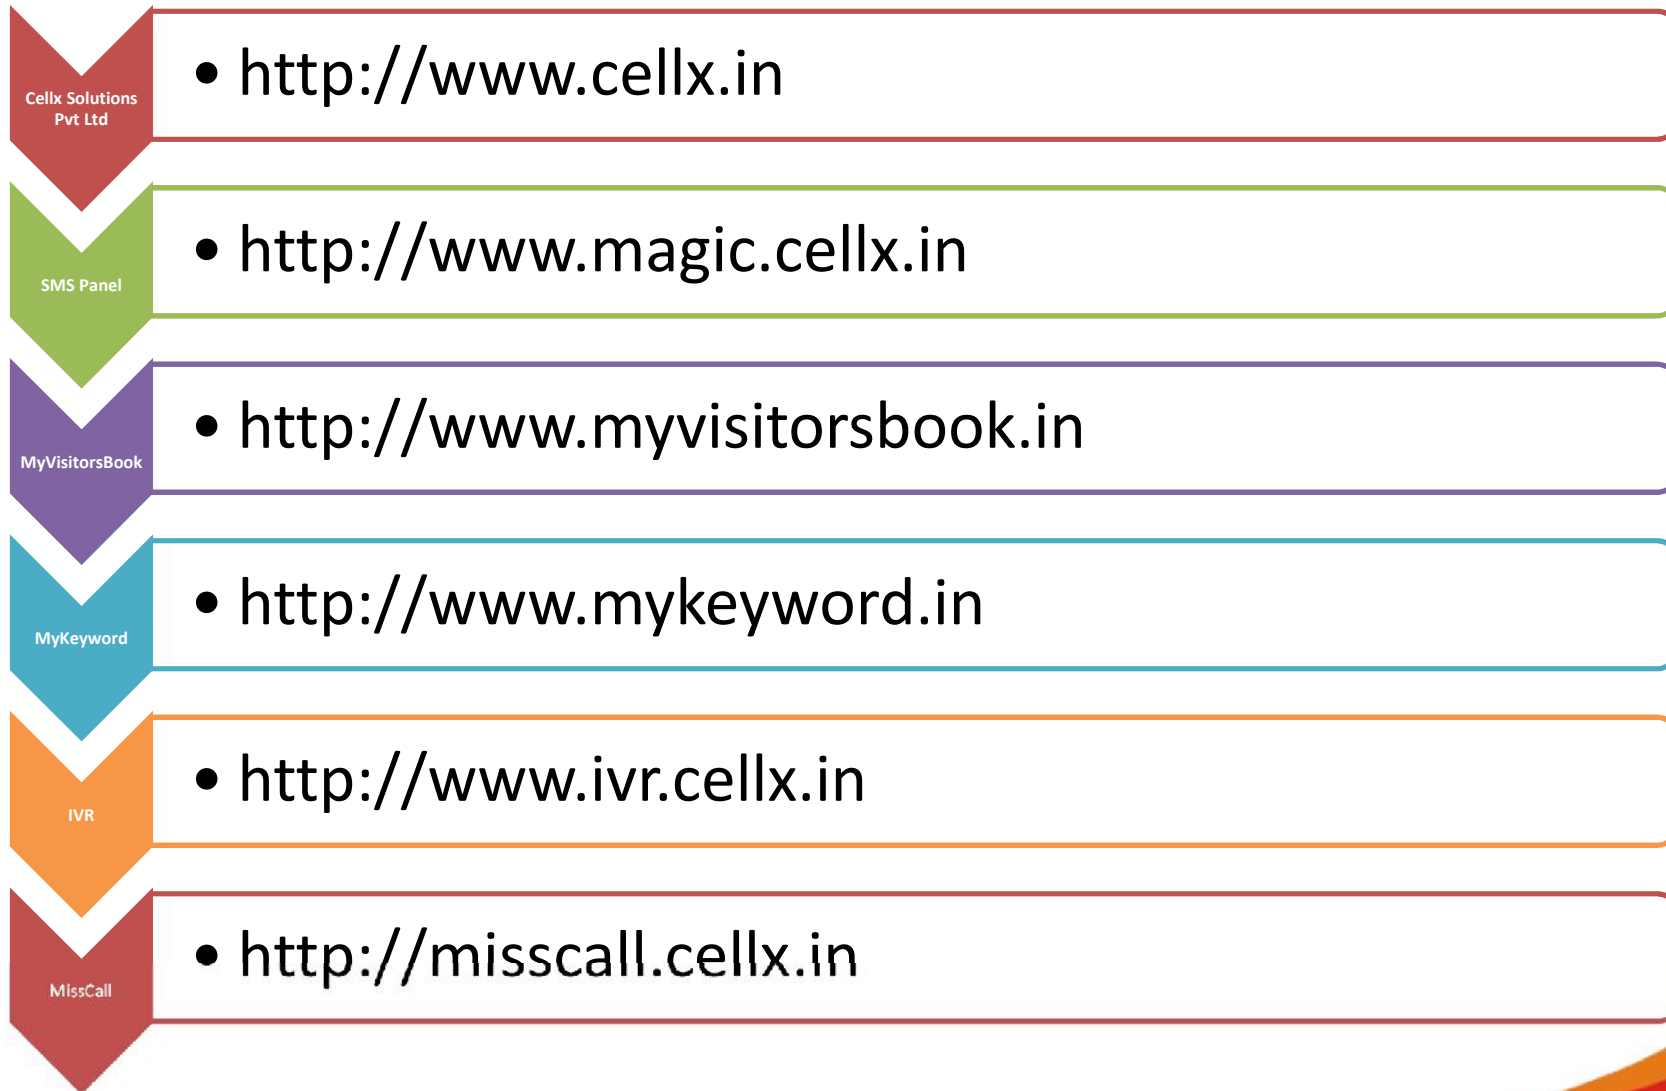 Cellx Solutions
Pvt Ltd
• http://www.cellx.in
SMS Panel
• http://www.magic.cellx.in
MyVisitorsBook
• http://www.myvisitorsbook.in
MyKeyword
• http://www.mykeyword.in
IVR
• http://www.ivr.cellx.in
MissCall
• http://misscall.cellx.in